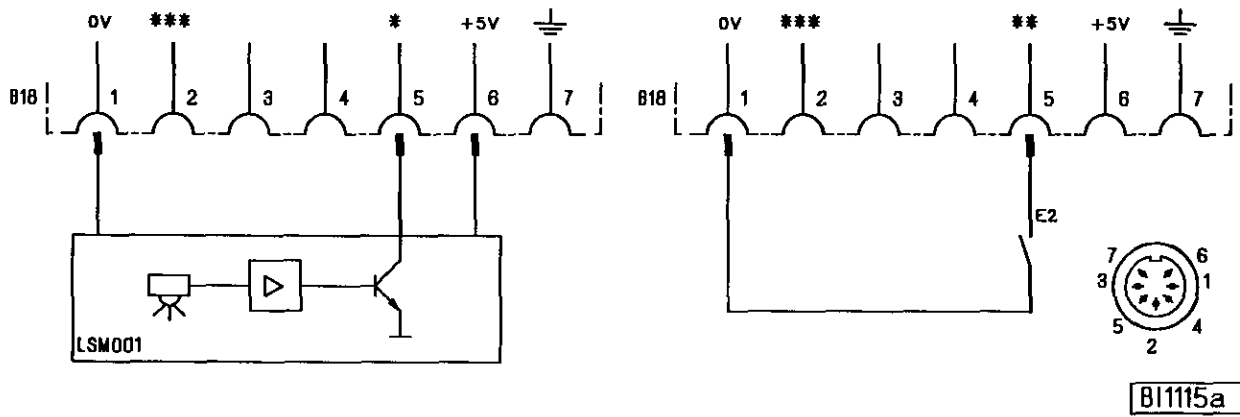 0V *** * +5V
B18 1 2 3 4 5 6 7
LSM001
0V *** ** +5V
B18 1 2 3 4 5 6 7
E2
7 6
3 1
5 4
2
BI1115a